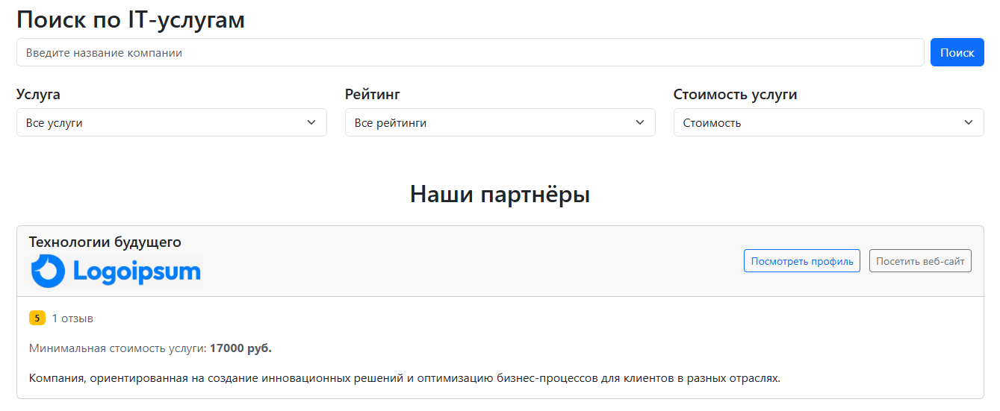 Поиск по IT-услугам
Введите название компании
Поиск
Услуга
Рейтинг
Стоимость услуги
Все услуги
Все рейтинги
Стоимость
Наши партнёры
Технологии будущего
Logoipsum
Посмотреть профиль
Посетить веб-сайт
5 1 отзыв
Минимальная стоимость услуги: 17000 руб.
Компания, ориентированная на создание инновационных решений и оптимизацию бизнес-процессов для клиентов в разных отраслях.